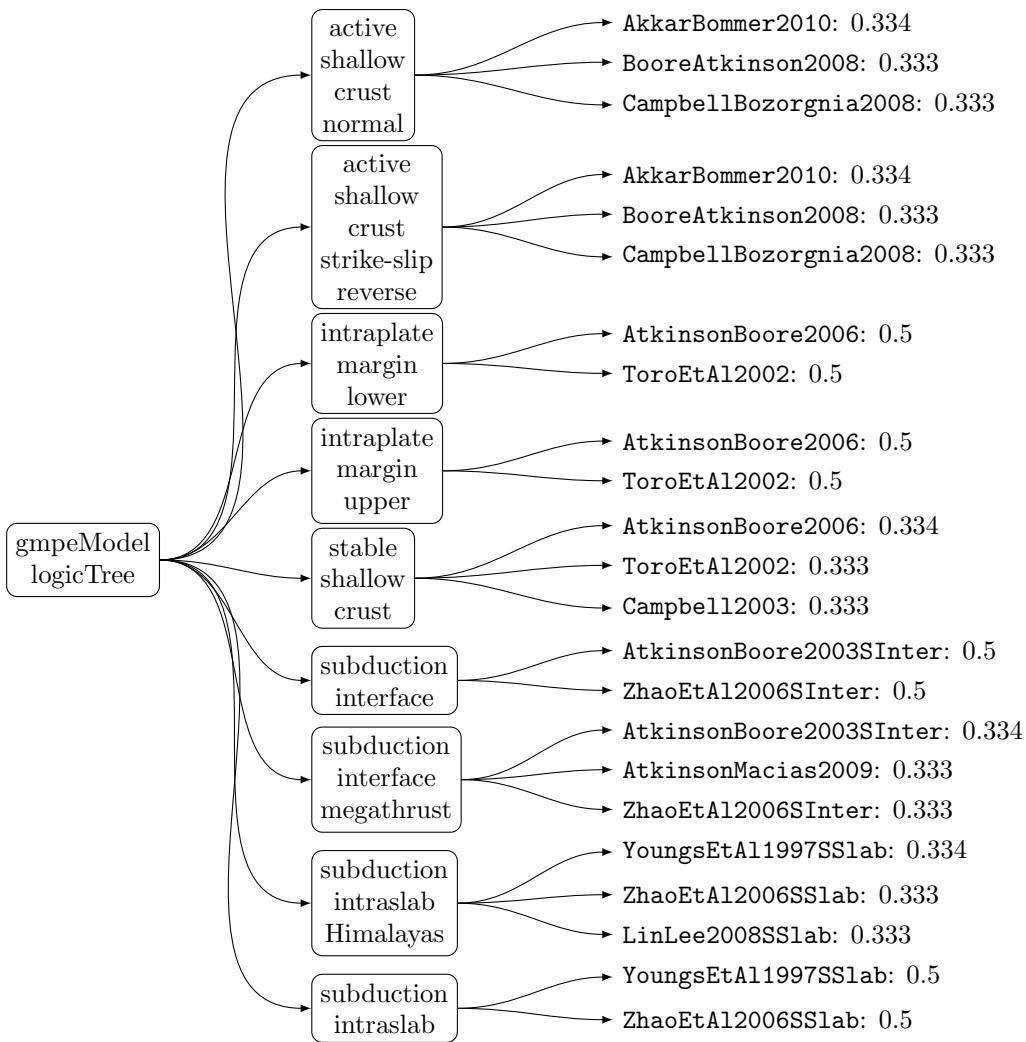 gmpeModel
logicTree
active
shallow
crust
normal
AkkarBommer2010: 0.334
BooreAtkinson2008: 0.333
CampbellBozorgnia2008: 0.333
active
shallow
crust
strike-slip
reverse
AkkarBommer2010: 0.334
BooreAtkinson2008: 0.333
CampbellBozorgnia2008: 0.333
intraplate
margin
lower
AtkinsonBoore2006: 0.5
ToroEtAl2002: 0.5
intraplate
margin
upper
AtkinsonBoore2006: 0.5
ToroEtAl2002: 0.5
stable
shallow
crust
AtkinsonBoore2006: 0.334
ToroEtAl2002: 0.333
Campbell2003: 0.333
subduction
interface
AtkinsonBoore2003SInter: 0.5
ZhaoEtAl2006SInter: 0.5
subduction
interface
megathrust
AtkinsonBoore2003SInter: 0.334
AtkinsonMacias2009: 0.333
ZhaoEtAl2006SInter: 0.333
subduction
intraslab
Himalayas
YoungsEtAl1997SSlab: 0.334
ZhaoEtAl2006SSlab: 0.333
LinLee2008SSlab: 0.333
subduction
intraslab
YoungsEtAl1997SSlab: 0.5
ZhaoEtAl2006SSlab: 0.5